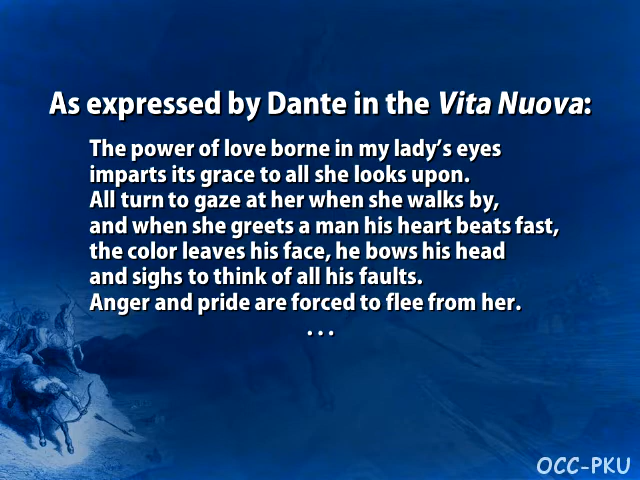 As expressed by Dante in the Vita Nuova:
The power of love borne in my lady’s eyes
imparts its grace to all she looks upon.
All turn to gaze at her when she walks by,
and when she greets a man his heart beats fast,
the color leaves his face, he bows his head
and sighs to think of all his faults.
Anger and pride are forced to flee from her.
. . .
OCC-PKU